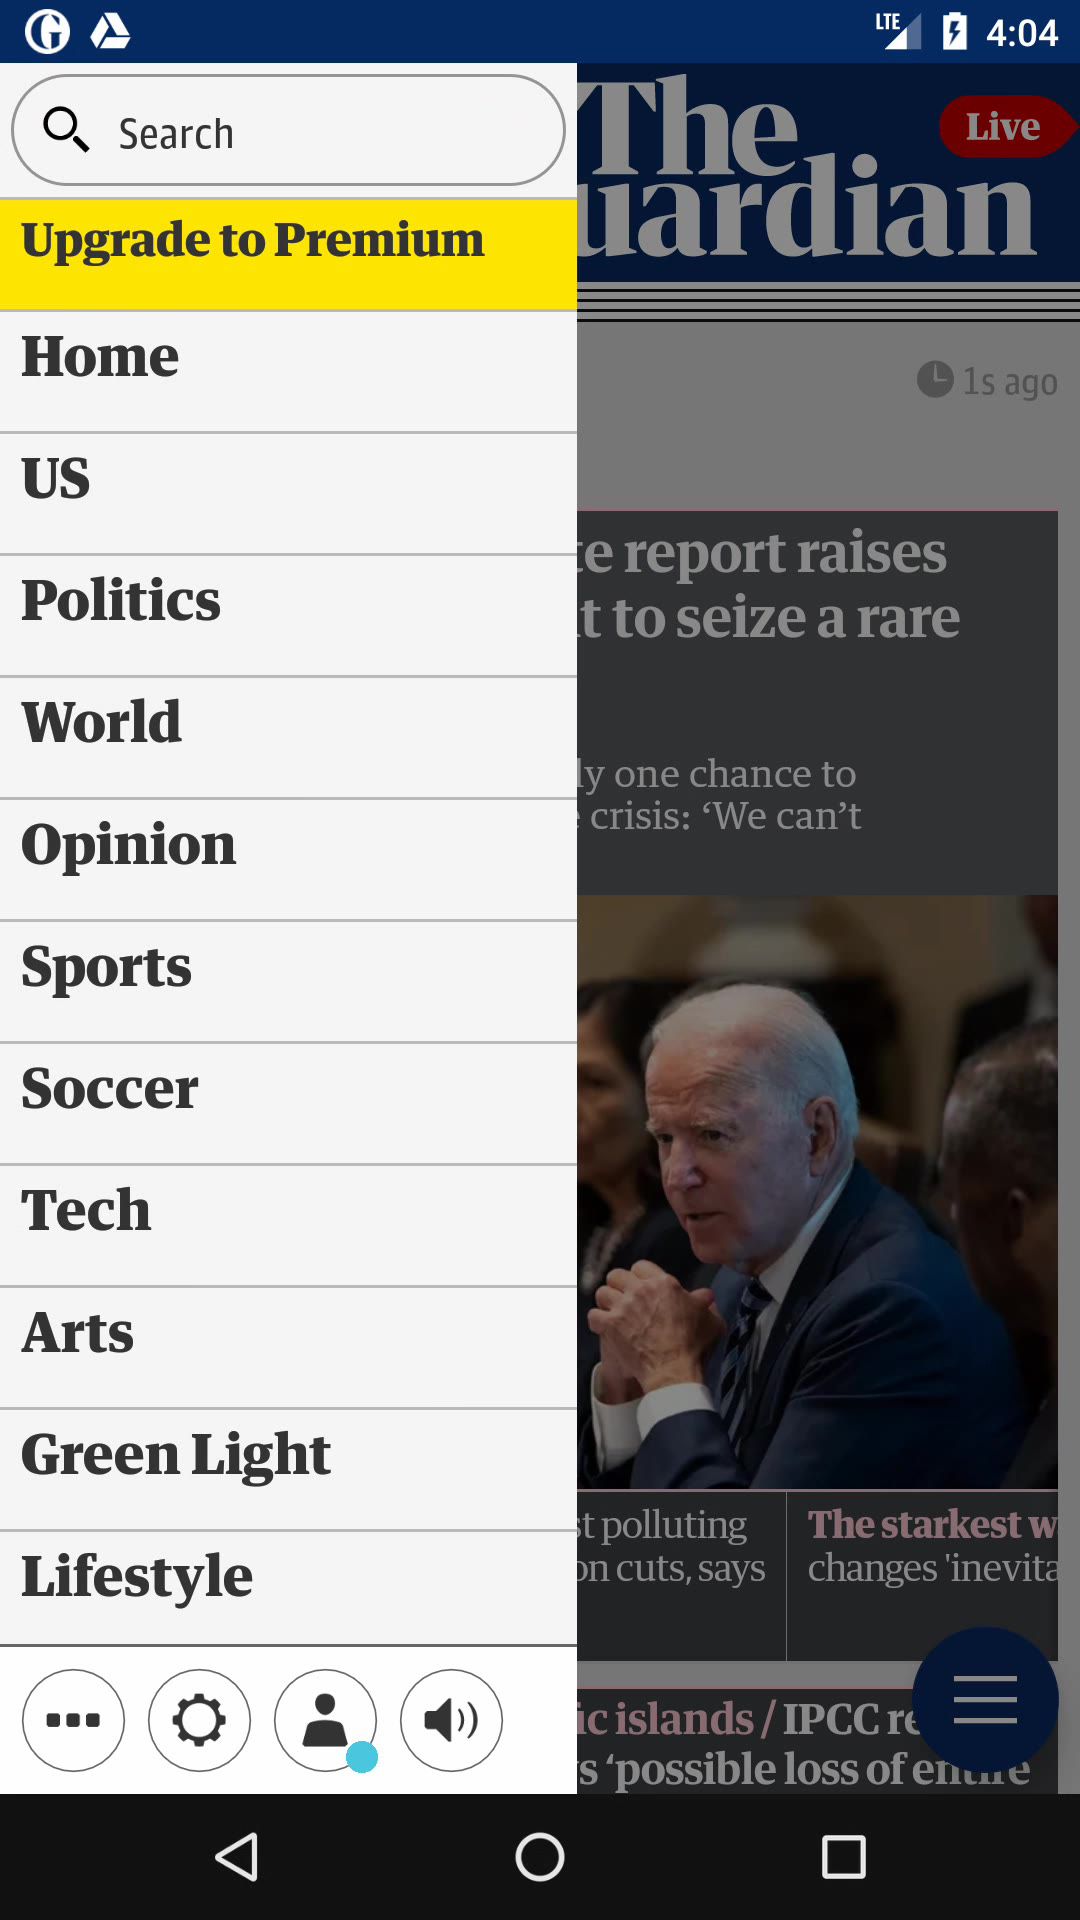 LTE 4:04
Search
The
uardian
Live
Upgrade to Premium
Home
1s ago
US
te report raises
Politics
t to seize a rare
World
ly one chance to
Opinion
crisis: ‘We can’t
Sports
Soccer
Tech
Arts
Green Light
st polluting
on cuts, says
The starkest w
changes 'inevita
Lifestyle
ic islands / IPCC re
s ‘possible loss of entire